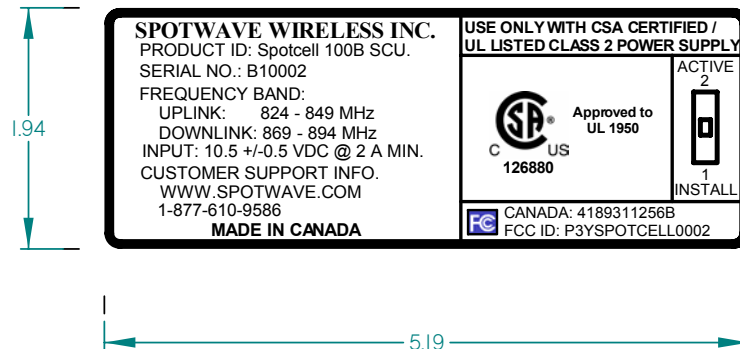 SPOTWAVE WIRELESS INC.
PRODUCT ID: Spotcell 100B SCU.
SERIAL NO.: B10002
FREQUENCY BAND:
UPLINK: 824 - 849 MHz
DOWNLINK: 869 - 894 MHz
INPUT: 10.5 +/-0.5 VDC @ 2 A MIN.
CUSTOMER SUPPORT INFO.
WWW.SPOTWAVE.COM
1-877-610-9586
MADE IN CANADA
USE ONLY WITH CSA CERTIFIED /
UL LISTED CLASS 2 POWER SUPPLY
SA ®
C US
126880
Approved to
UL 1950
ACTIVE
2
1
INSTALL
FC CANADA: 4189311256B
FCC ID: P3YSPOTCELL0002
1.94
5.19